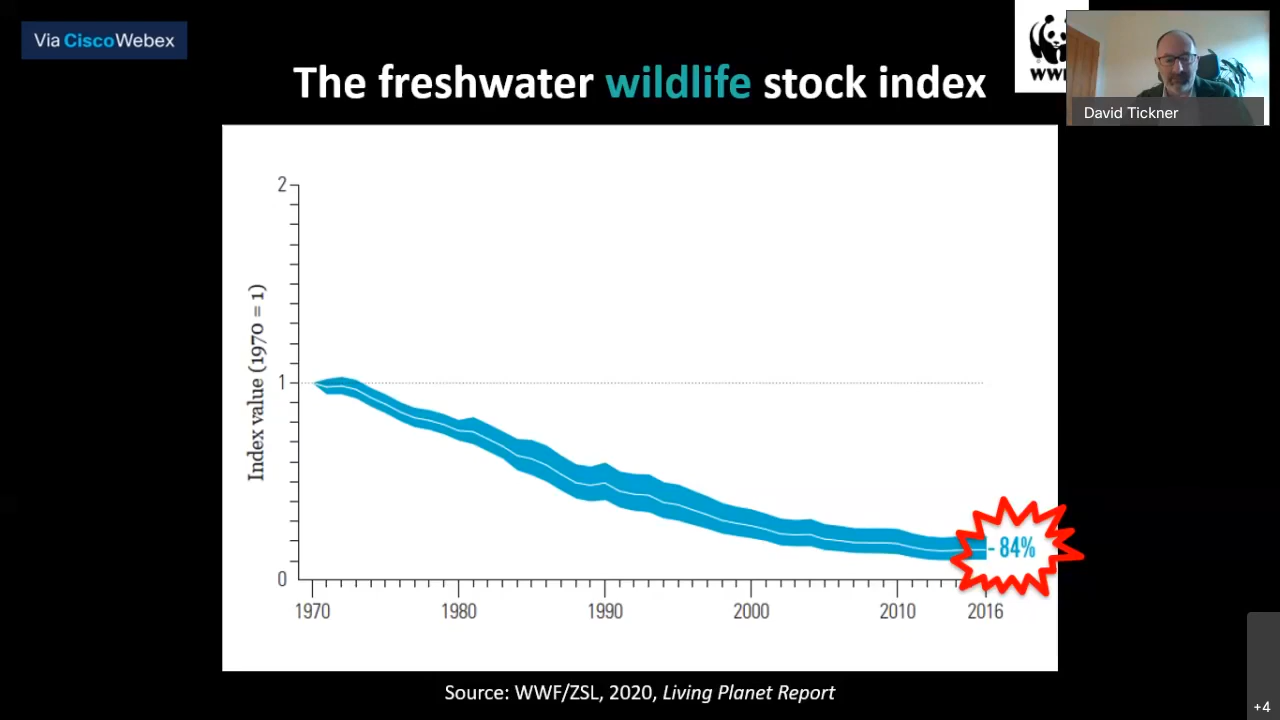 Via CiscoWebex
The freshwater wildlife stock index
WWF
David Tickner
2
Index value (1970 = 1)
1
0
- 84%
1970 1980 1990 2000 2010 2016
Source: WWF/ZSL, 2020, Living Planet Report
+4